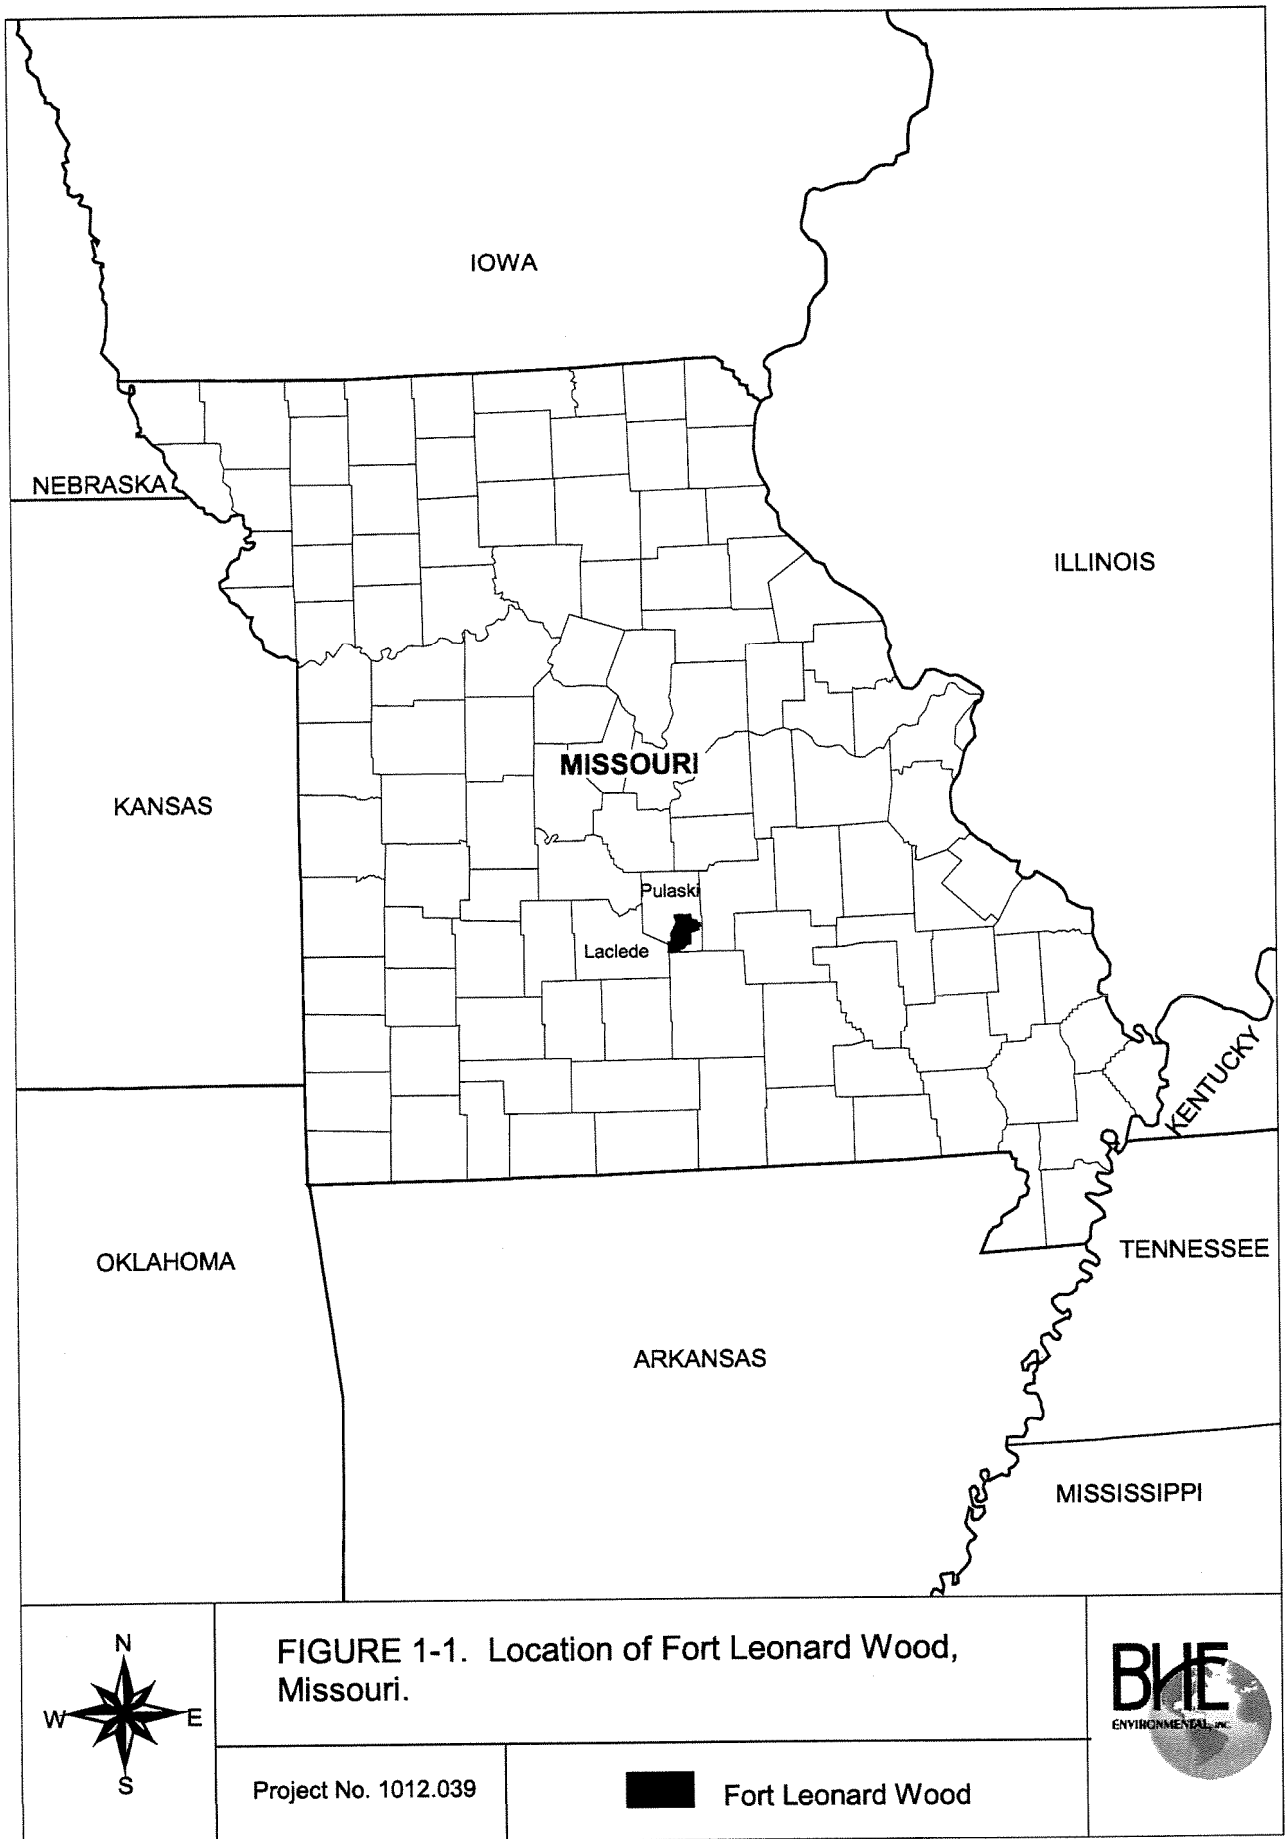 IOWA
NEBRASKA
ILLINOIS
MISSOURI
KANSAS
Pulaski
Laclede
KENTUCKY
OKLAHOMA
TENNESSEE
ARKANSAS
MISSISSIPPI
N
W E
S
FIGURE 1-1. Location of Fort Leonard Wood,
Missouri.
Project No. 1012.039
Fort Leonard Wood
BHE
ENVIRONMENTAL, INC.